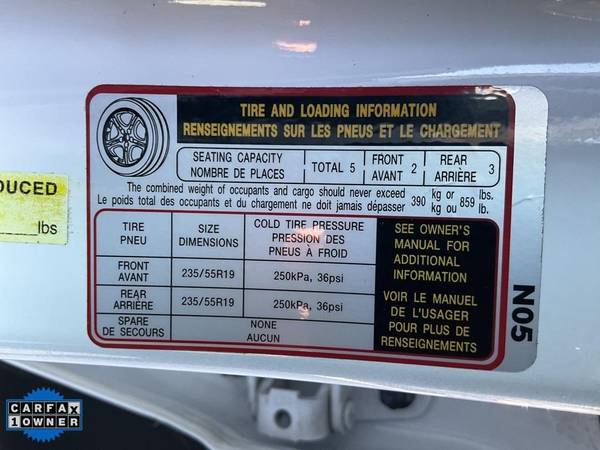 TIRE AND LOADING INFORMATION
RENSEIGNEMENTS SUR LES PNEUS ET LE CHARGEMENT
SEATING CAPACITY
NOMBRE DE PLACES
TOTAL 5
FRONT
AVANT 2
REAR
ARRIÈRE 3
The combined weight of occupants and cargo should never exceed 390 kg or 859 lbs.
Le poids total des occupants et du chargement ne doit jamais dépasser kg ou lb.
TIRE
PNEU
SIZE
DIMENSIONS
COLD TIRE PRESSURE
PRESSION DES
PNEUS À FROID
SEE OWNER'S
MANUAL FOR
ADDITIONAL
INFORMATION
FRONT
AVANT
235/55R19
250kPa, 36psi
REAR
ARRIÈRE
235/55R19
250kPa, 36psi
VOIR LE MANUEL
DE L'USAGER
POUR PLUS DE
RENSEIGNEMENTS
SPARE
DE SECOURS
NONE
AUCUN
N05
DUCED
lbs
CARFAX
1 OWNER